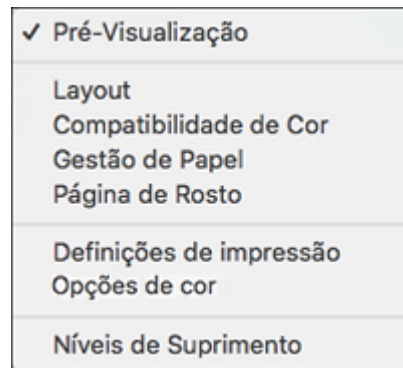 ✓ Pré-Visualização
Layout
Compatibilidade de Cor
Gestão de Papel
Página de Rosto
Definições de impressão
Opções de cor
Níveis de Suprimento